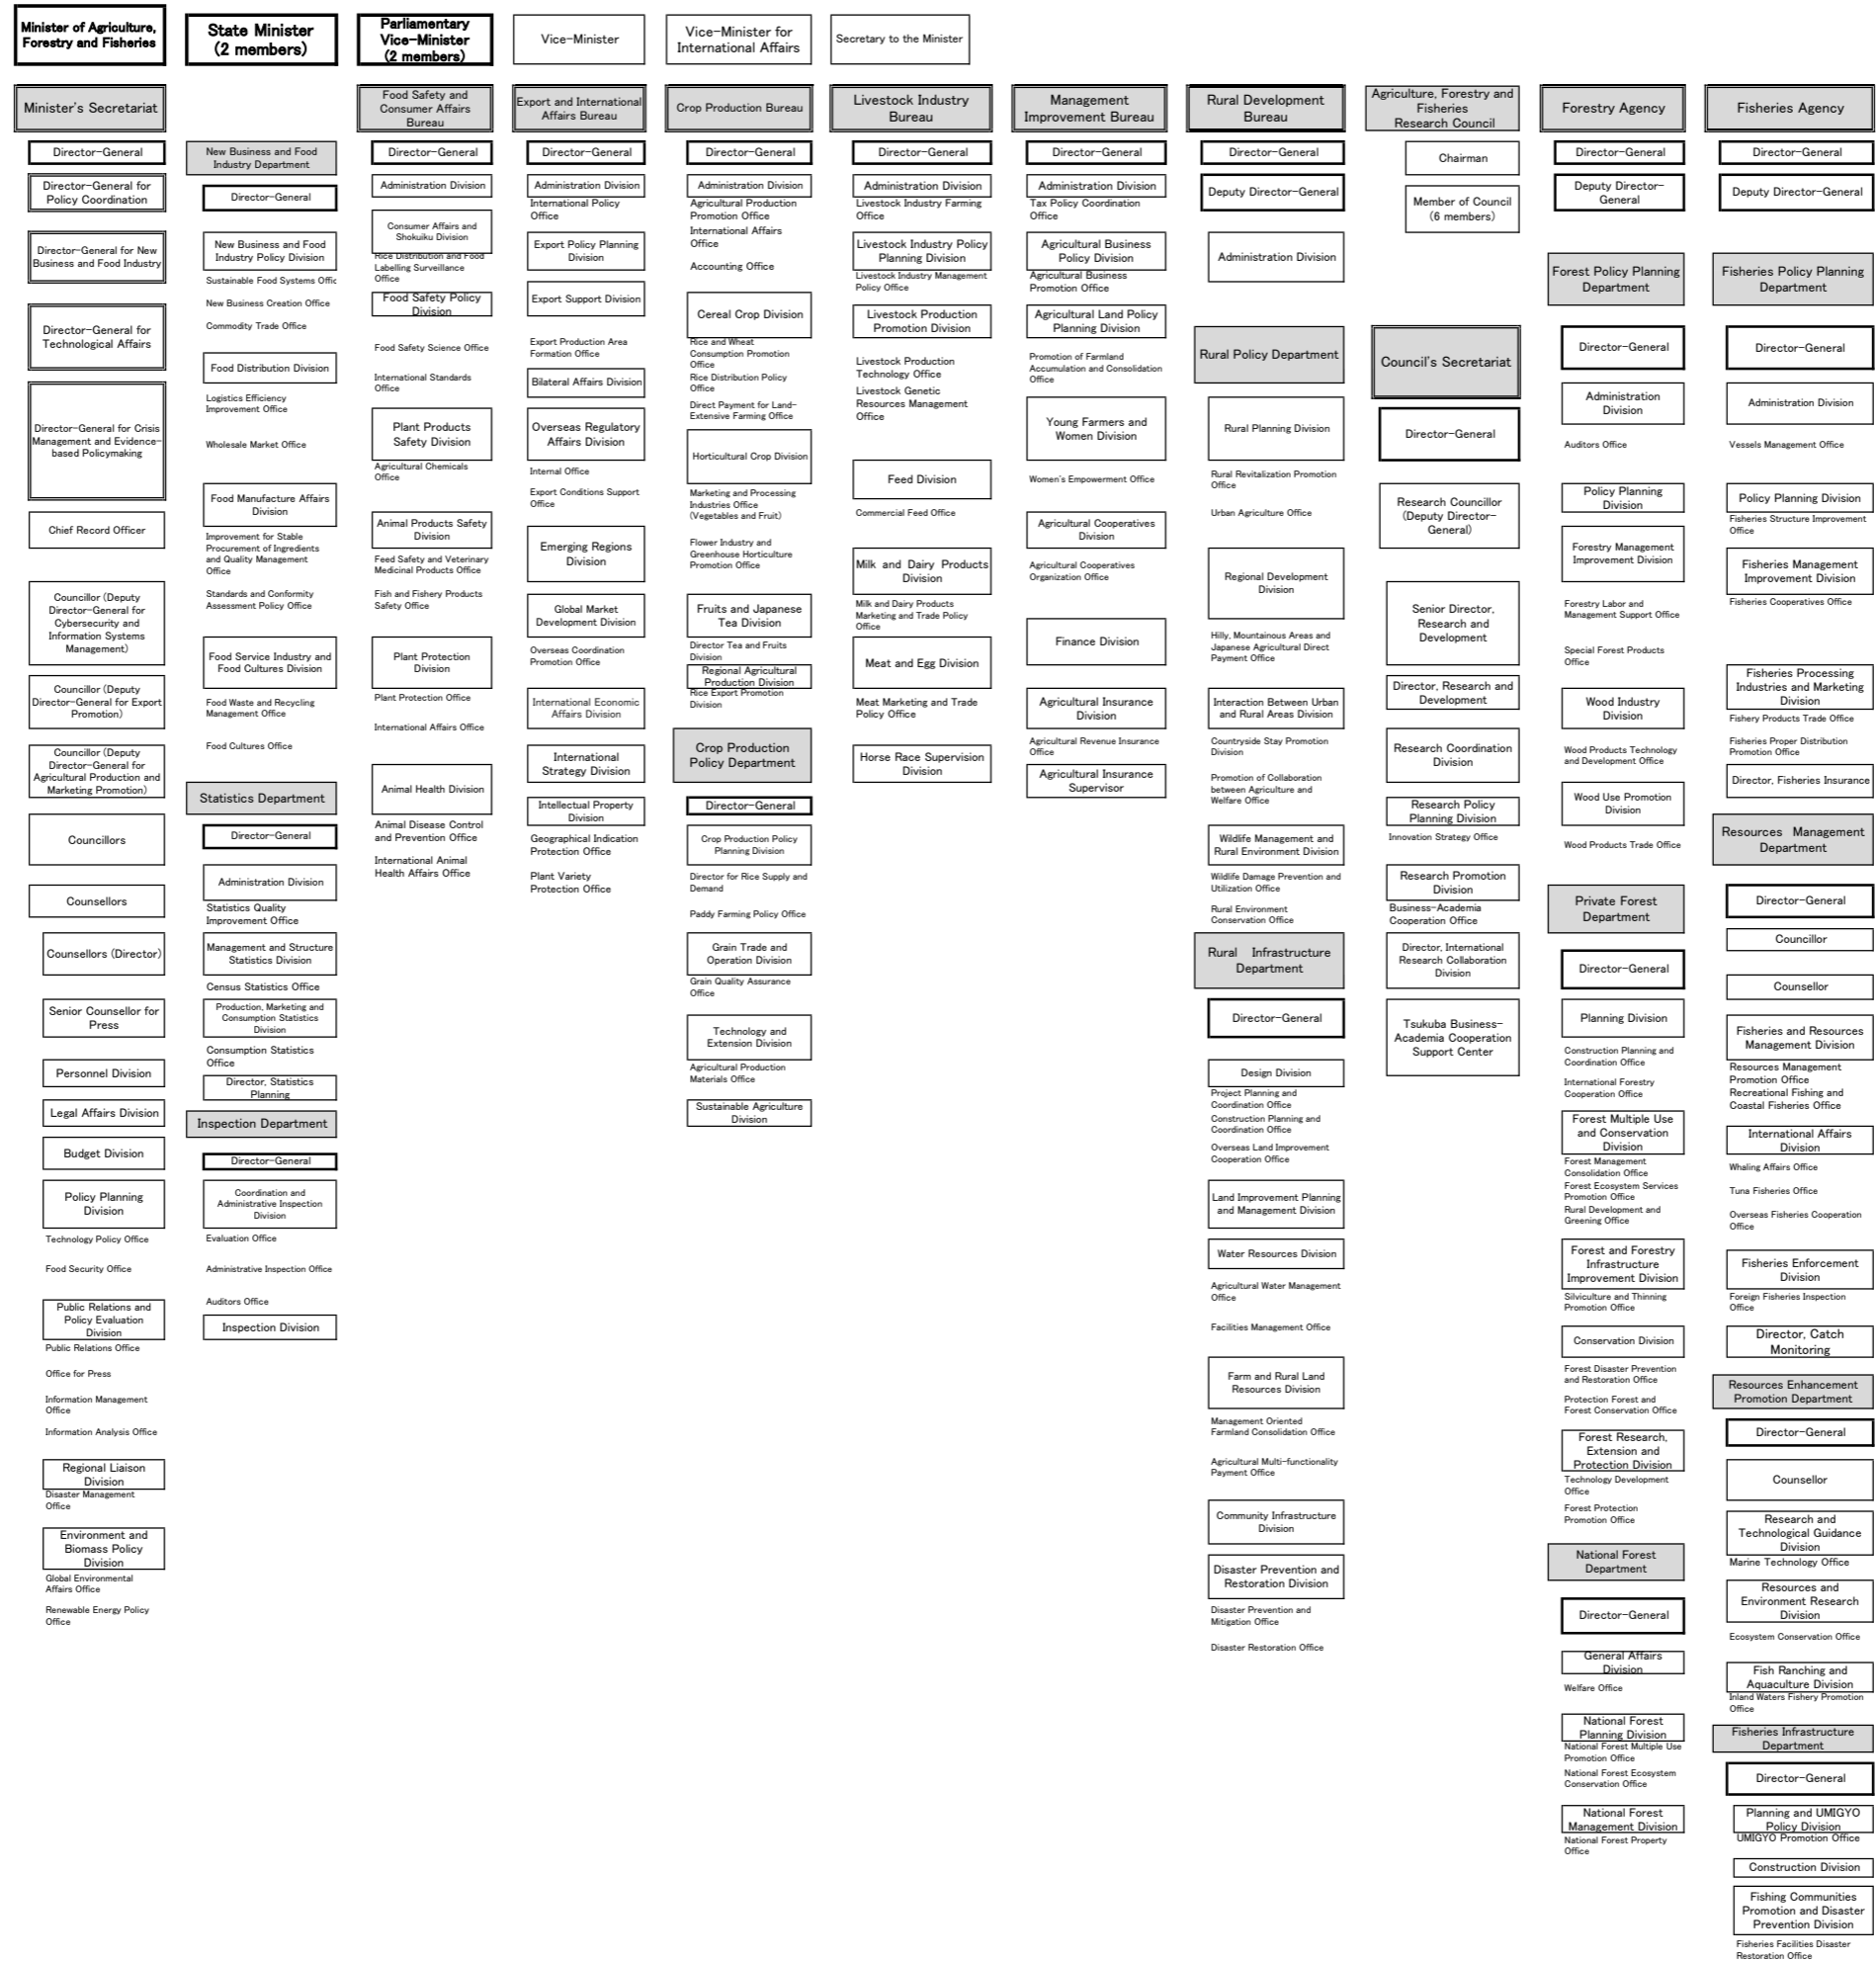 Minister of Agriculture,
Forestry and Fisheries
State Minister
(2 members)
Parliamentary
Vice-Minister
(2 members)
Vice-Minister
Vice-Minister for
International Affairs
Secretary to the Minister
Minister's Secretariat
Director-General
Director-General for
Policy Coordination
Director-General for New
Business and Food Industry
Director-General for
Technological Affairs
Director-General for Crisis
Management and Evidence-
based Policymaking
Chief Record Officer
Councillor (Deputy
Director-General for
Cybersecurity and
Information Systems
Management)
Councillor (Deputy
Director-General for Export
Promotion)
Councillor (Deputy
Director-General for
Agricultural Production and
Marketing Promotion)
Councillors
Counsellors
Counsellors (Director)
Senior Counsellor for
Press
Personnel Division
Legal Affairs Division
Budget Division
Policy Planning
Division
Technology Policy Office
Food Security Office
Public Relations and
Policy Evaluation
Division
Public Relations Office
Office for Press
Information Management
Office
Information Analysis Office
Regional Liaison
Division
Disaster Management
Office
Environment and
Biomass Policy
Division
Global Environmental
Affairs Office
Renewable Energy Policy
Office
New Business and Food
Industry Department
Director-General
New Business and Food
Industry Policy Division
Sustainable Food Systems Offic
New Business Creation Office
Commodity Trade Office
Food Distribution Division
Logistics Efficiency
Improvement Office
Wholesale Market Office
Food Manufacture Affairs
Division
Improvement for Stable
Procurement of Ingredients
and Quality Management
Office
Standards and Conformity
Assessment Policy Office
Food Service Industry and
Food Cultures Division
Food Waste and Recycling
Management Office
Food Cultures Office
Statistics Department
Director-General
Administration Division
Statistics Quality
Improvement Office
Management and Structure
Statistics Division
Census Statistics Office
Production, Marketing and
Consumption Statistics
Division
Consumption Statistics
Office
Director, Statistics
Planning
Inspection Department
Director-General
Coordination and
Administrative Inspection
Division
Evaluation Office
Administrative Inspection Office
Auditors Office
Inspection Division
Food Safety and
Consumer Affairs
Bureau
Director-General
Administration Division
Consumer Affairs and
Shokuiku Division
Rice Distribution and Food
Labelling Surveillance
Office
Food Safety Policy
Division
Food Safety Science Office
International Standards
Office
Plant Products
Safety Division
Agricultural Chemicals
Office
Animal Products Safety
Division
Feed Safety and Veterinary
Medicinal Products Office
Fish and Fishery Products
Safety Office
Plant Protection
Division
Plant Protection Office
International Affairs Office
Animal Health Division
Animal Disease Control
and Prevention Office
International Animal
Health Affairs Office
Export and International
Affairs Bureau
Director-General
Administration Division
International Policy
Office
Export Policy Planning
Division
Export Support Division
Export Production Area
Formation Office
Bilateral Affairs Division
Overseas Regulatory
Affairs Division
Internal Office
Export Conditions Support
Office
Emerging Regions
Division
Global Market
Development Division
Overseas Coordination
Promotion Office
International Economic
Affairs Division
International
Strategy Division
Intellectual Property
Division
Geographical Indication
Protection Office
Plant Variety
Protection Office
Crop Production Bureau
Director-General
Administration Division
Agricultural Production
Promotion Office
International Affairs
Office
Accounting Office
Cereal Crop Division
Rice and Wheat
Consumption Promotion
Office
Rice Distribution Policy
Office
Direct Payment for Land-
Extensive Farming Office
Horticultural Crop Division
Marketing and Processing
Industries Office
(Vegetables and Fruit)
Flower Industry and
Greenhouse Horticulture
Promotion Office
Fruits and Japanese
Tea Division
Director Tea and Fruits
Division
Regional Agricultural
Production Division
Rice Export Promotion
Division
Crop Production
Policy Department
Director-General
Crop Production Policy
Planning Division
Director for Rice Supply and
Demand
Paddy Farming Policy Office
Grain Trade and
Operation Division
Grain Quality Assurance
Office
Technology and
Extension Division
Agricultural Production
Materials Office
Sustainable Agriculture
Division
Livestock Industry
Bureau
Director-General
Administration Division
Livestock Industry Farming
Office
Livestock Industry Policy
Planning Division
Livestock Industry Management
Policy Office
Livestock Production
Promotion Division
Livestock Production
Technology Office
Livestock Genetic
Resources Management
Office
Feed Division
Commercial Feed Office
Milk and Dairy Products
Division
Milk and Dairy Products
Marketing and Trade Policy
Office
Meat and Egg Division
Meat Marketing and Trade
Policy Office
Horse Race Supervision
Division
Management
Improvement Bureau
Director-General
Administration Division
Tax Policy Coordination
Office
Agricultural Business
Policy Division
Agricultural Business
Promotion Office
Agricultural Land Policy
Planning Division
Promotion of Farmland
Accumulation and Consolidation
Office
Young Farmers and
Women Division
Women's Empowerment Office
Agricultural Cooperatives
Division
Agricultural Cooperatives
Organization Office
Finance Division
Agricultural Insurance
Division
Agricultural Revenue Insurance
Office
Agricultural Insurance
Supervisor
Rural Development
Bureau
Director-General
Deputy Director-General
Administration Division
Rural Policy Department
Rural Planning Division
Rural Revitalization Promotion
Office
Urban Agriculture Office
Regional Development
Division
Hilly, Mountainous Areas and
Japanese Agricultural Direct
Payment Office
Interaction Between Urban
and Rural Areas Division
Countryside Stay Promotion
Division
Promotion of Collaboration
between Agriculture and
Welfare Office
Wildlife Management and
Rural Environment Division
Wildlife Damage Prevention and
Utilization Office
Rural Environment
Conservation Office
Rural Infrastructure
Department
Director-General
Design Division
Project Planning and
Coordination Office
Construction Planning and
Coordination Office
Overseas Land Improvement
Cooperation Office
Land Improvement Planning
and Management Division
Water Resources Division
Agricultural Water Management
Office
Facilities Management Office
Farm and Rural Land
Resources Division
Management Oriented
Farmland Consolidation Office
Agricultural Multi-functionality
Payment Office
Community Infrastructure
Division
Disaster Prevention and
Restoration Division
Disaster Prevention and
Mitigation Office
Disaster Restoration Office
Agriculture, Forestry and
Fisheries
Research Council
Chairman
Member of Council
(6 members)
Council's Secretariat
Director-General
Research Councillor
(Deputy Director-
General)
Senior Director,
Research and
Development
Director, Research and
Development
Research Coordination
Division
Research Policy
Planning Division
Innovation Strategy Office
Research Promotion
Division
Business-Academia
Cooperation Office
Director, International
Research Collaboration
Division
Tsukuba Business-
Academia Cooperation
Support Center
Forestry Agency
Director-General
Deputy Director-
General
Forest Policy Planning
Department
Director-General
Administration
Division
Auditors Office
Policy Planning
Division
Forestry Management
Improvement Division
Forestry Labor and
Management Support Office
Special Forest Products
Office
Wood Industry
Division
Wood Products Technology
and Development Office
Wood Use Promotion
Division
Wood Products Trade Office
Private Forest
Department
Director-General
Planning Division
Construction Planning and
Coordination Office
International Forestry
Cooperation Office
Forest Multiple Use
and Conservation
Division
Forest Management
Consolidation Office
Forest Ecosystem Services
Promotion Office
Rural Development and
Greening Office
Forest and Forestry
Infrastructure
Improvement Division
Silviculture and Thinning
Promotion Office
Conservation Division
Forest Disaster Prevention
and Restoration Office
Protection Forest and
Forest Conservation Office
Forest Research,
Extension and
Protection Division
Technology Development
Office
Forest Protection
Promotion Office
National Forest
Department
Director-General
General Affairs
Division
Welfare Office
National Forest
Planning Division
National Forest Multiple Use
Promotion Office
National Forest Ecosystem
Conservation Office
National Forest
Management Division
National Forest Property
Office
Fisheries Agency
Director-General
Deputy Director-General
Fisheries Policy Planning
Department
Director-General
Administration Division
Vessels Management Office
Policy Planning Division
Fisheries Structure Improvement
Office
Fisheries Management
Improvement Division
Fisheries Cooperatives Office
Fisheries Processing
Industries and Marketing
Division
Fishery Products Trade Office
Fisheries Proper Distribution
Promotion Office
Director, Fisheries Insurance
Resources Management
Department
Director-General
Councillor
Counsellor
Fisheries and Resources
Management Division
Resources Management
Promotion Office
Recreational Fishing and
Coastal Fisheries Office
International Affairs
Division
Whaling Affairs Office
Tuna Fisheries Office
Overseas Fisheries Cooperation
Office
Fisheries Enforcement
Division
Foreign Fisheries Inspection
Office
Director, Catch
Monitoring
Resources Enhancement
Promotion Department
Director-General
Counsellor
Research and
Technological Guidance
Division
Marine Technology Office
Resources and
Environment Research
Division
Ecosystem Conservation Office
Fish Ranching and
Aquaculture Division
Inland Waters Fishery Promotion
Office
Fisheries Infrastructure
Department
Director-General
Planning and UMIGYO
Policy Division
UMIGYO Promotion Office
Construction Division
Fishing Communities
Promotion and Disaster
Prevention Division
Fisheries Facilities Disaster
Restoration Office